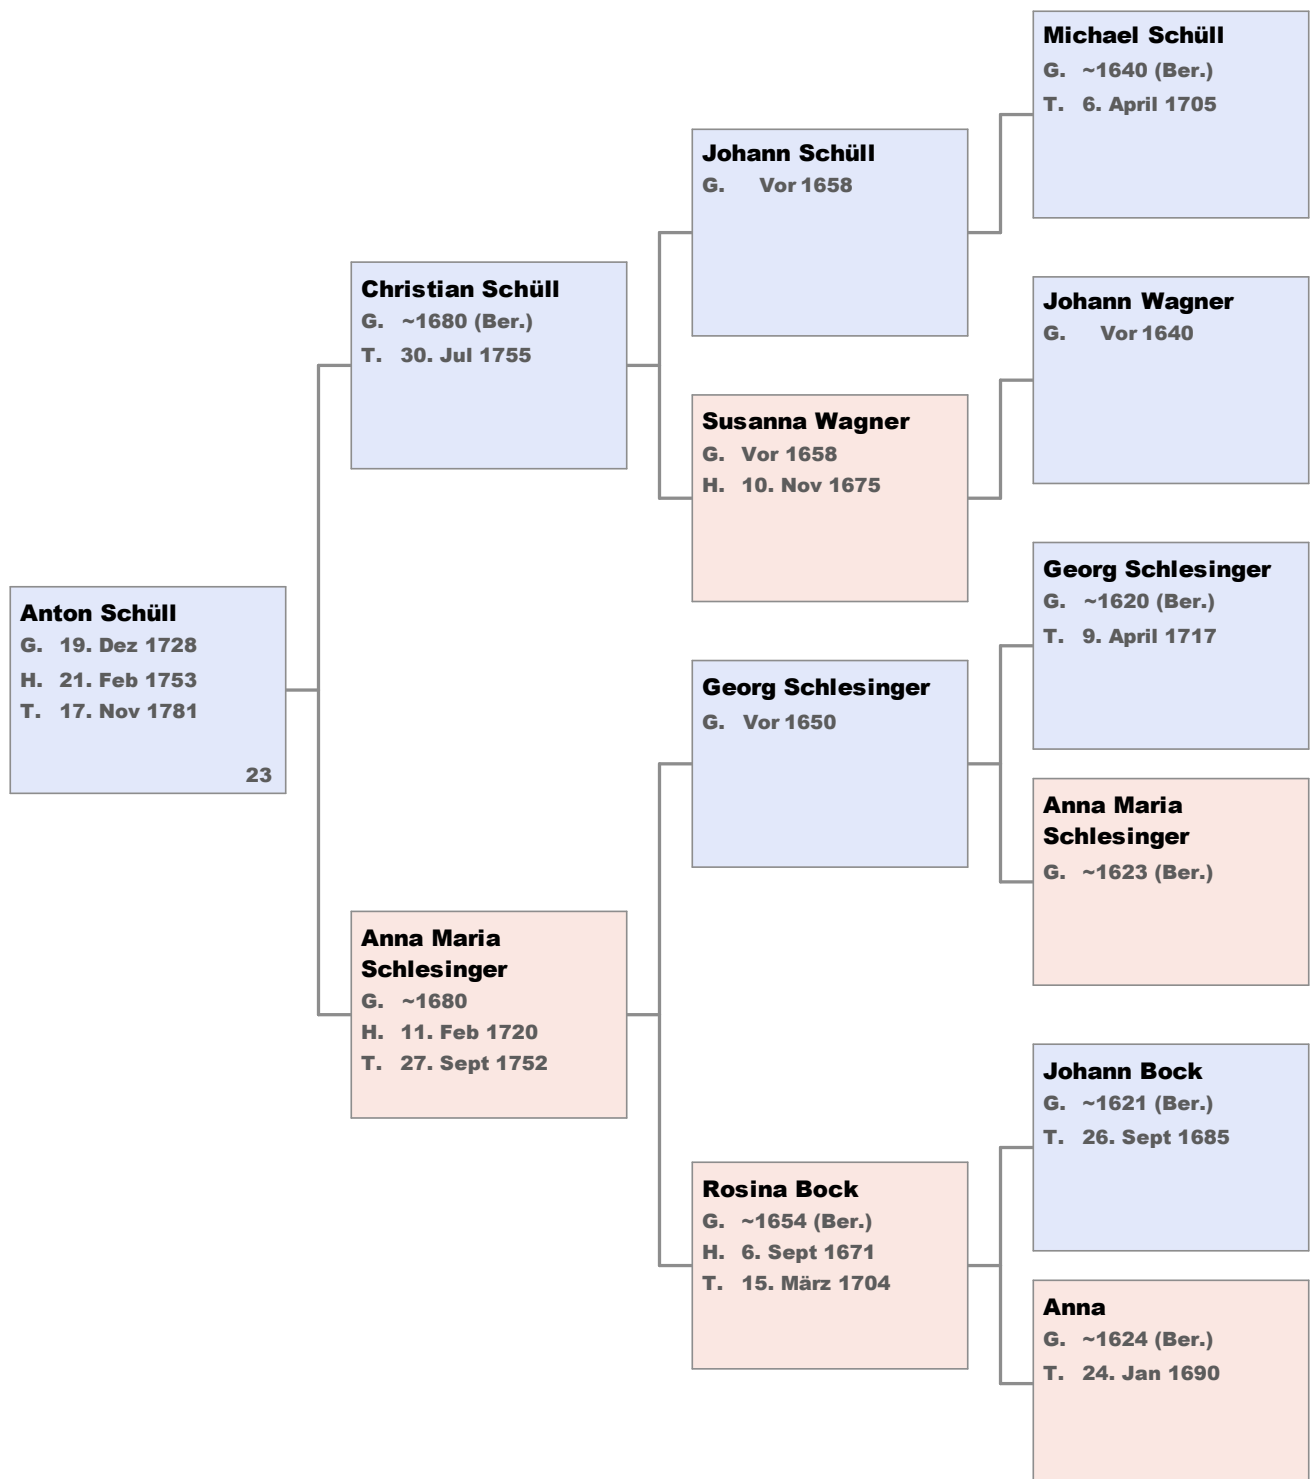 Michael Schüll
G. ~1640 (Ber.)
T. 6. April 1705
Johann Schüll
G. Vor 1658
Christian Schüll
G. ~1680 (Ber.)
T. 30. Jul 1755
Johann Wagner
G. Vor 1640
Susanna Wagner
G. Vor 1658
H. 10. Nov 1675
Georg Schlesinger
G. ~1620 (Ber.)
T. 9. April 1717
Anton Schüll
G. 19. Dez 1728
H. 21. Feb 1753
T. 17. Nov 1781
23
Georg Schlesinger
G. Vor 1650
Anna Maria
Schlesinger
G. ~1623 (Ber.)
Anna Maria
Schlesinger
G. ~1680
H. 11. Feb 1720
T. 27. Sept 1752
Johann Bock
G. ~1621 (Ber.)
T. 26. Sept 1685
Rosina Bock
G. ~1654 (Ber.)
H. 6. Sept 1671
T. 15. März 1704
Anna
G. ~1624 (Ber.)
T. 24. Jan 1690